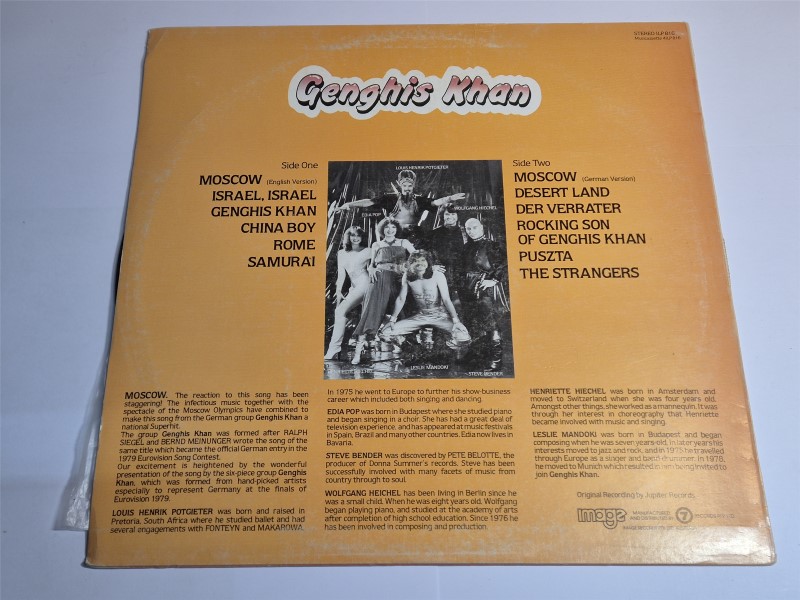 STEREO ILP 815
Genghis Khan
Side One
MOSCOW (English Version)
ISRAEL, ISRAEL
GENGHIS KHAN
CHINA BOY
ROME
SAMURAI
LOUIS HENRIK POTGIETER
EDIA POP
WOLFGANG HEICHEL
LESLIE MANDOKI
STEVE BENDER
Side Two
MOSCOW (German Version)
DESERT LAND
DER VERRATER
ROCKING SON
OF GENGHIS KHAN
PUSZTA
THE STRANGERS
MOSCOW. The reaction to this song has been
staggering! The infectious music together with the
spectacle of the Moscow Olympics have combined to
make this song from the German group Genghis Khan a
national Superhit.
The group Genghis Khan was formed after RALPH
SIEGEL and BERND MEINUNGER wrote the song of the
same title which became the official German entry in the
1979 Eurovision Song Contest.
Our excitement is heightened by the wonderful
presentation of the song by the six-piece group Genghis
Khan, which was formed from hand-picked artists
especially to represent Germany at the finals of
Eurovision 1979.
LOUIS HENRIK POTGIETER was born and raised in
Pretoria, South Africa where he studied ballet and had
several engagements with FONTEYN and MAKAROWA.
In 1975 he went to Europe to further his show-business
career which included both singing and dancing.
EDIA POP was born in Budapest where she studied piano
and began singing in a choir. She has had a great deal of
television experience, and has appeared at music festivals
in Spain, Brazil and many other countries. Edia now lives in
Bavaria.
STEVE BENDER was discovered by PETE BELOTTE, the
producer of Donna Summer's records. Steve has been
successfully involved with many facets of music from
country through to soul.
WOLFGANG HEICHEL has been living in Berlin since he
was a small child. When he was eight years old, Wolfgang
began playing piano, and studied at the academy of arts
after completion of high school education. Since 1976 he
has been involved in composing and production.
HENRIETTE HIECHEL was born in Amsterdam and
moved to Switzerland when she was four years old.
Amongst other things, she worked as a mannequin. It was
through her interest in choreography that Henriette
became involved with music and singing.
LESLIE MANDOKI was born in Budapest and began
composing when he was seven years old, in later years his
interests moved to jazz and rock, and in 1975 he travelled
through Europe as a singer and band drummer. In 1978,
he moved to Munich which resulted in him being invited to
join Genghis Khan.
Original Recording by Jupiter Records
image
MANUFACTURED
AND DISTRIBUTED BY 7 RECORDS PTY LTD